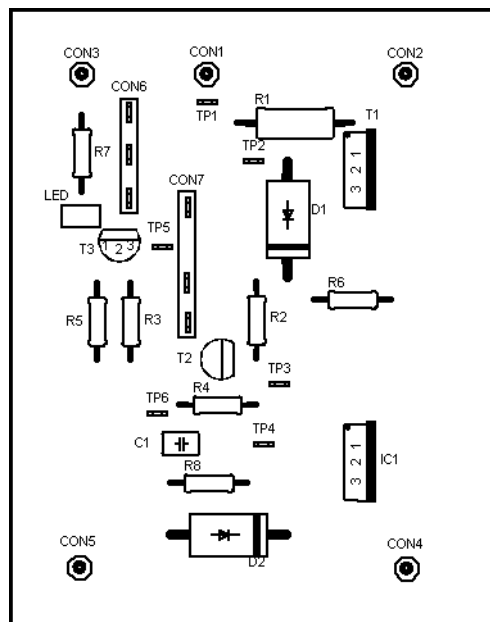 CON3
CON1
CON2
CON6
R1
TP1
T1
R7
TP2
1
2
3
CON7
LED
D1
T3
1 2 3
TP5
R6
R5
R3
R2
T2
TP3
R4
TP6
TP4
C1
1
2
3
IC1
R8
CON5
D2
CON4